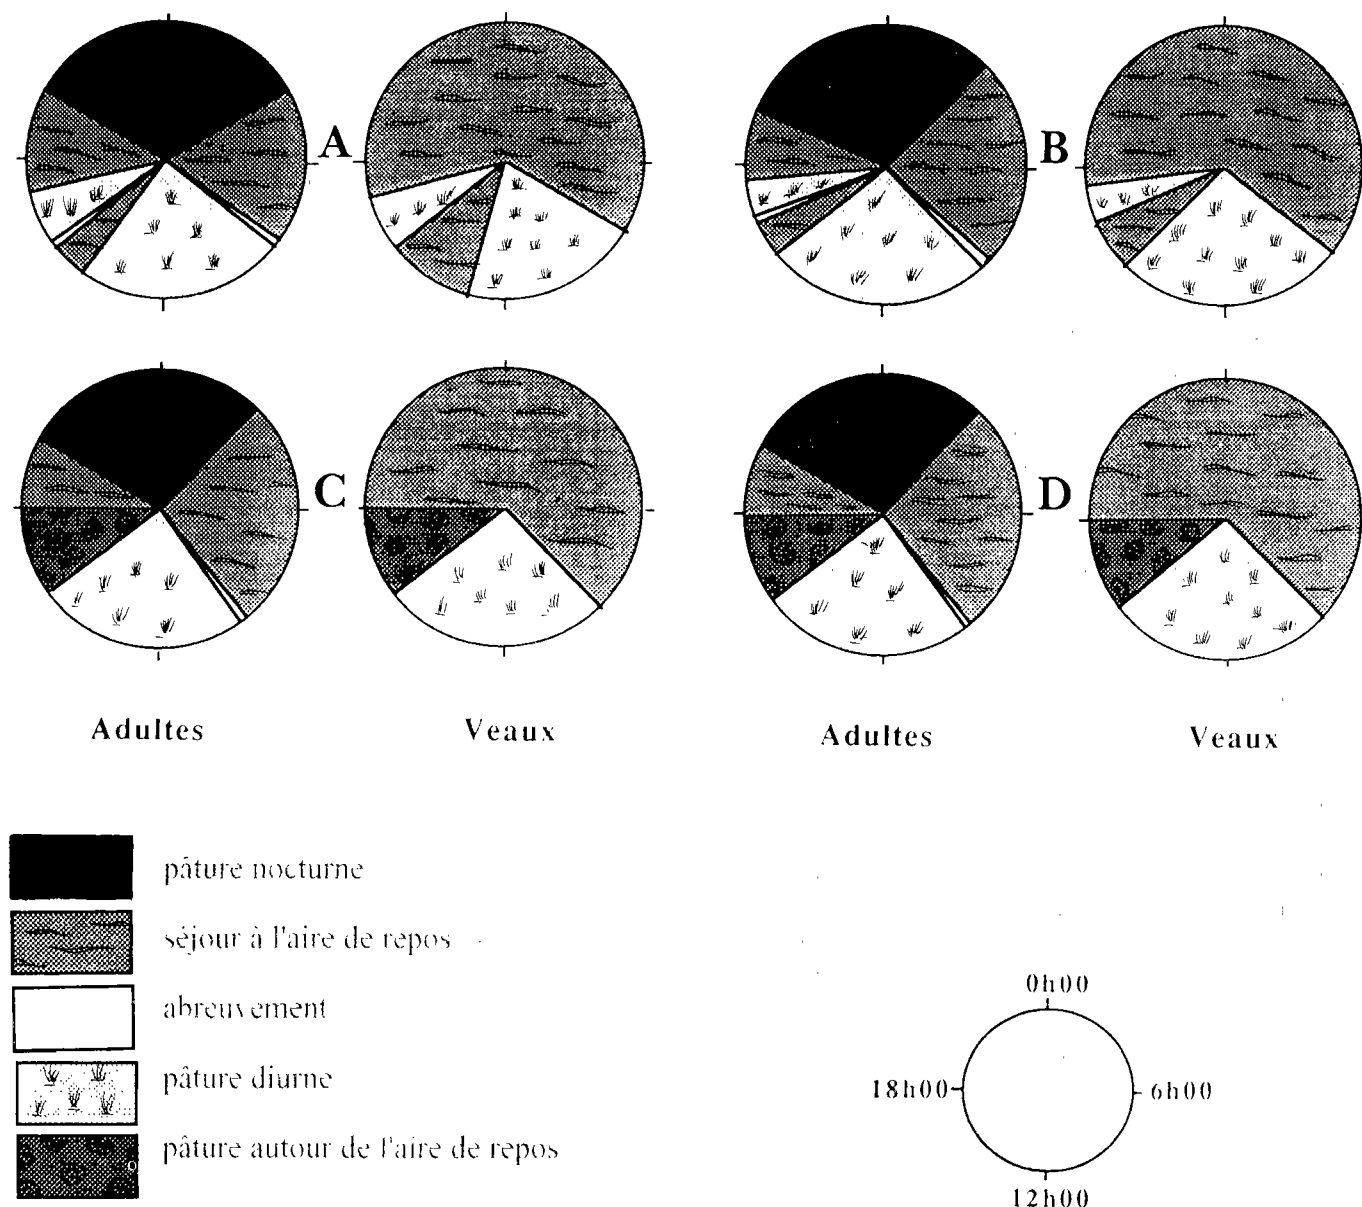 A
B
C
D
Adultes
Veaux
Adultes
Veaux
pâture nocturne
séjour à l'aire de repos
abreuvement
pâture diurne
pâture autour de l'aire de repos
0h00
18h00
6h00
12h00